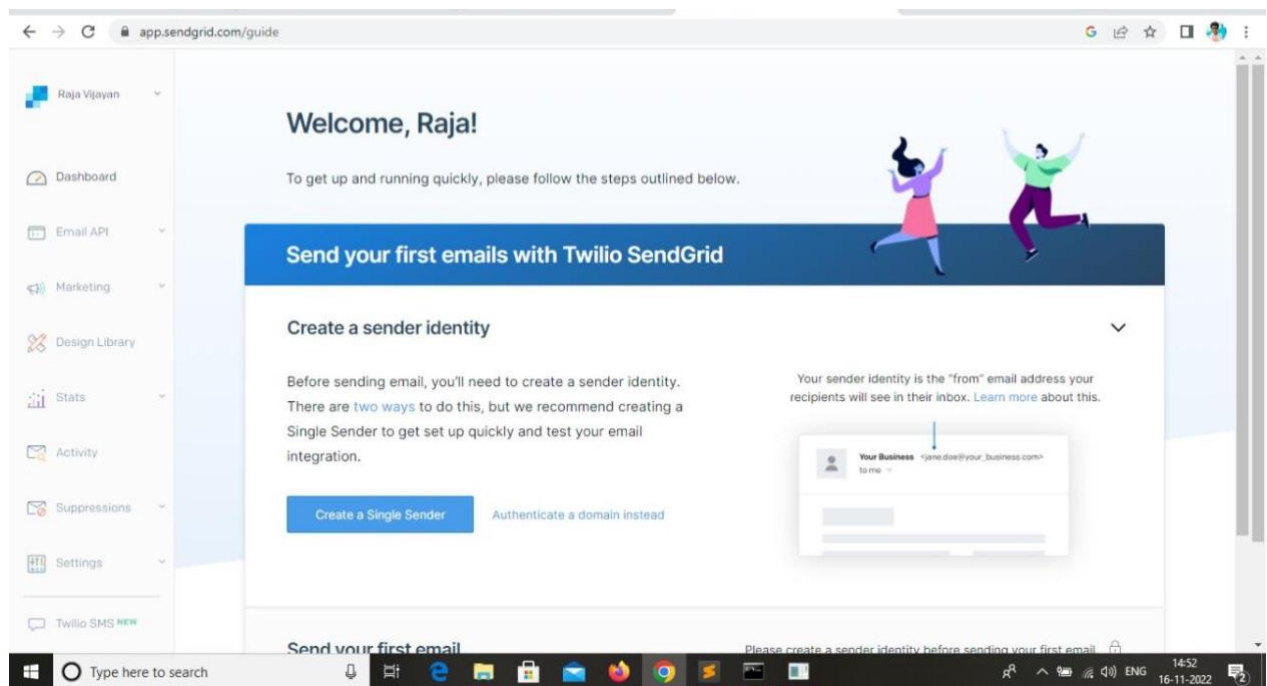 app.sendgrid.com/guide
Raja Vijayan
Dashboard
Email API
Marketing
Design Library
Stats
Activity
Suppressions
Settings
Twilio SMS NEW
Welcome, Raja!
To get up and running quickly, please follow the steps outlined below.
Send your first emails with Twilio SendGrid
Create a sender identity
Before sending email, you'll need to create a sender identity.
There are two ways to do this, but we recommend creating a
Single Sender to get set up quickly and test your email
integration.
Create a Single Sender
Authenticate a domain instead
Your sender identity is the "from" email address your
recipients will see in their inbox. Learn more about this.
Your Business <jane.doe@your_business.com>
to me
Send your first email
Please create a sender identity before sending your first email.
Type here to search
ENG
14:52
16-11-2022
2